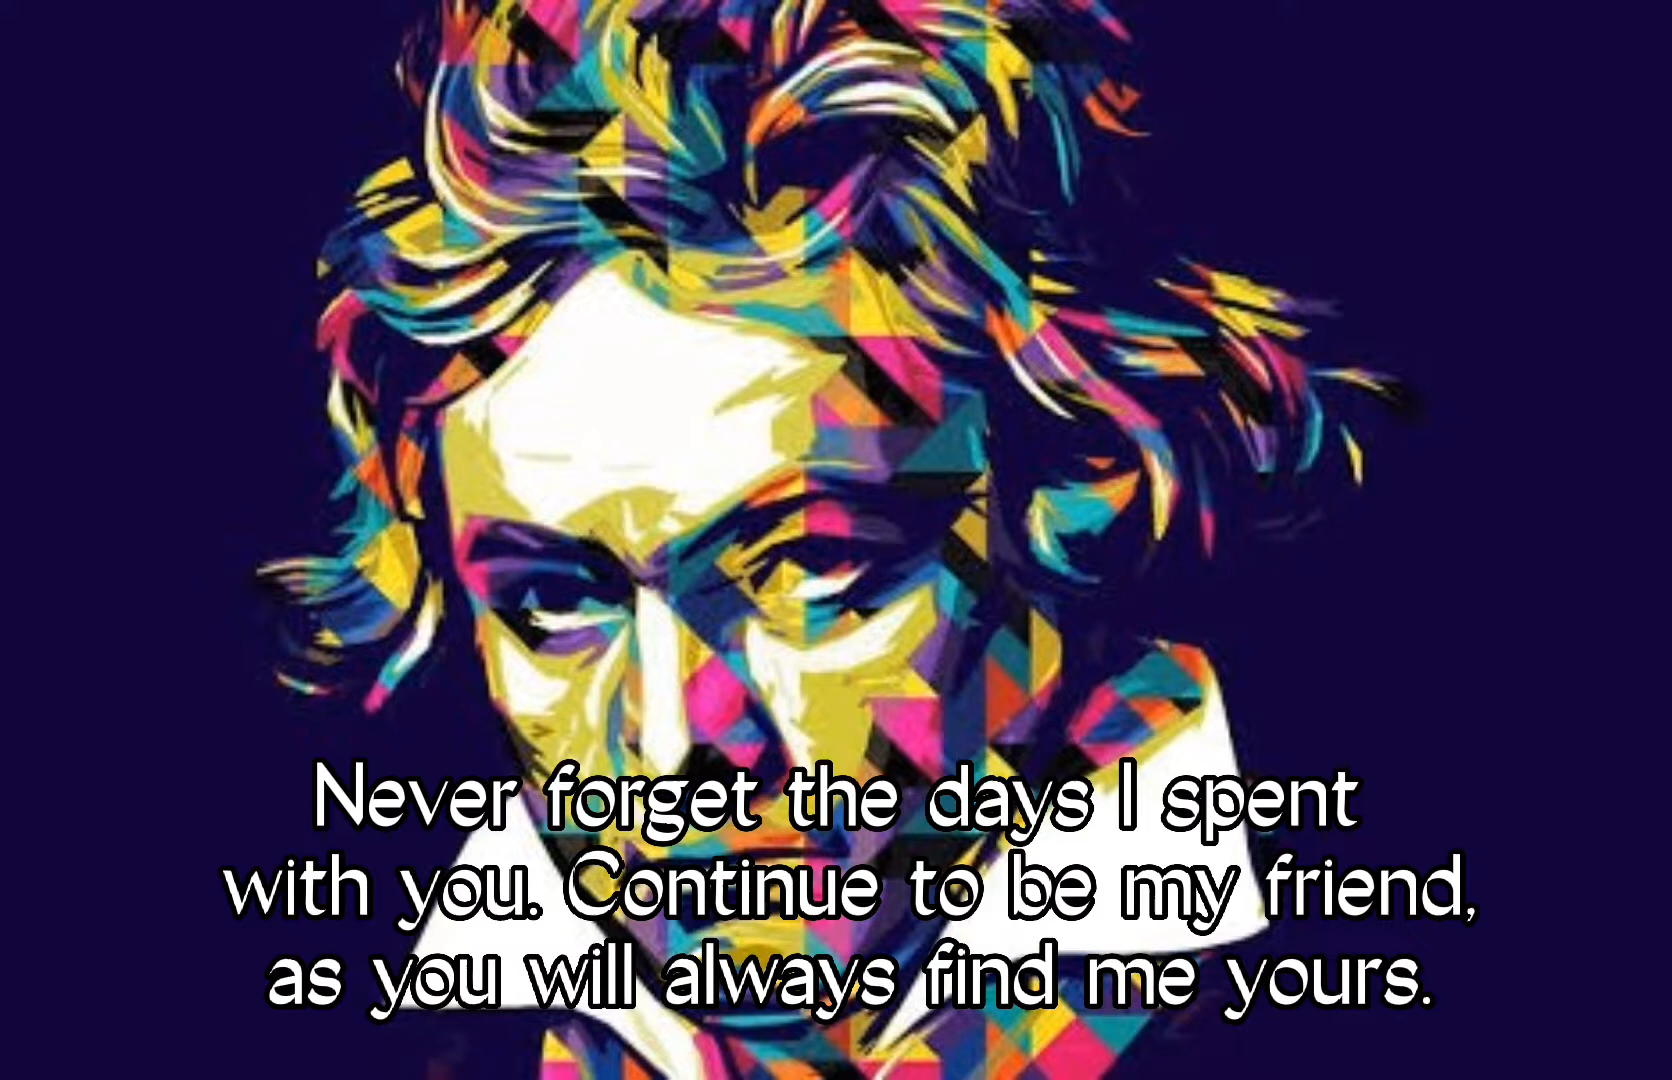 Never forget the days I spent
with you. Continue to be my friend,
as you will always find me yours.